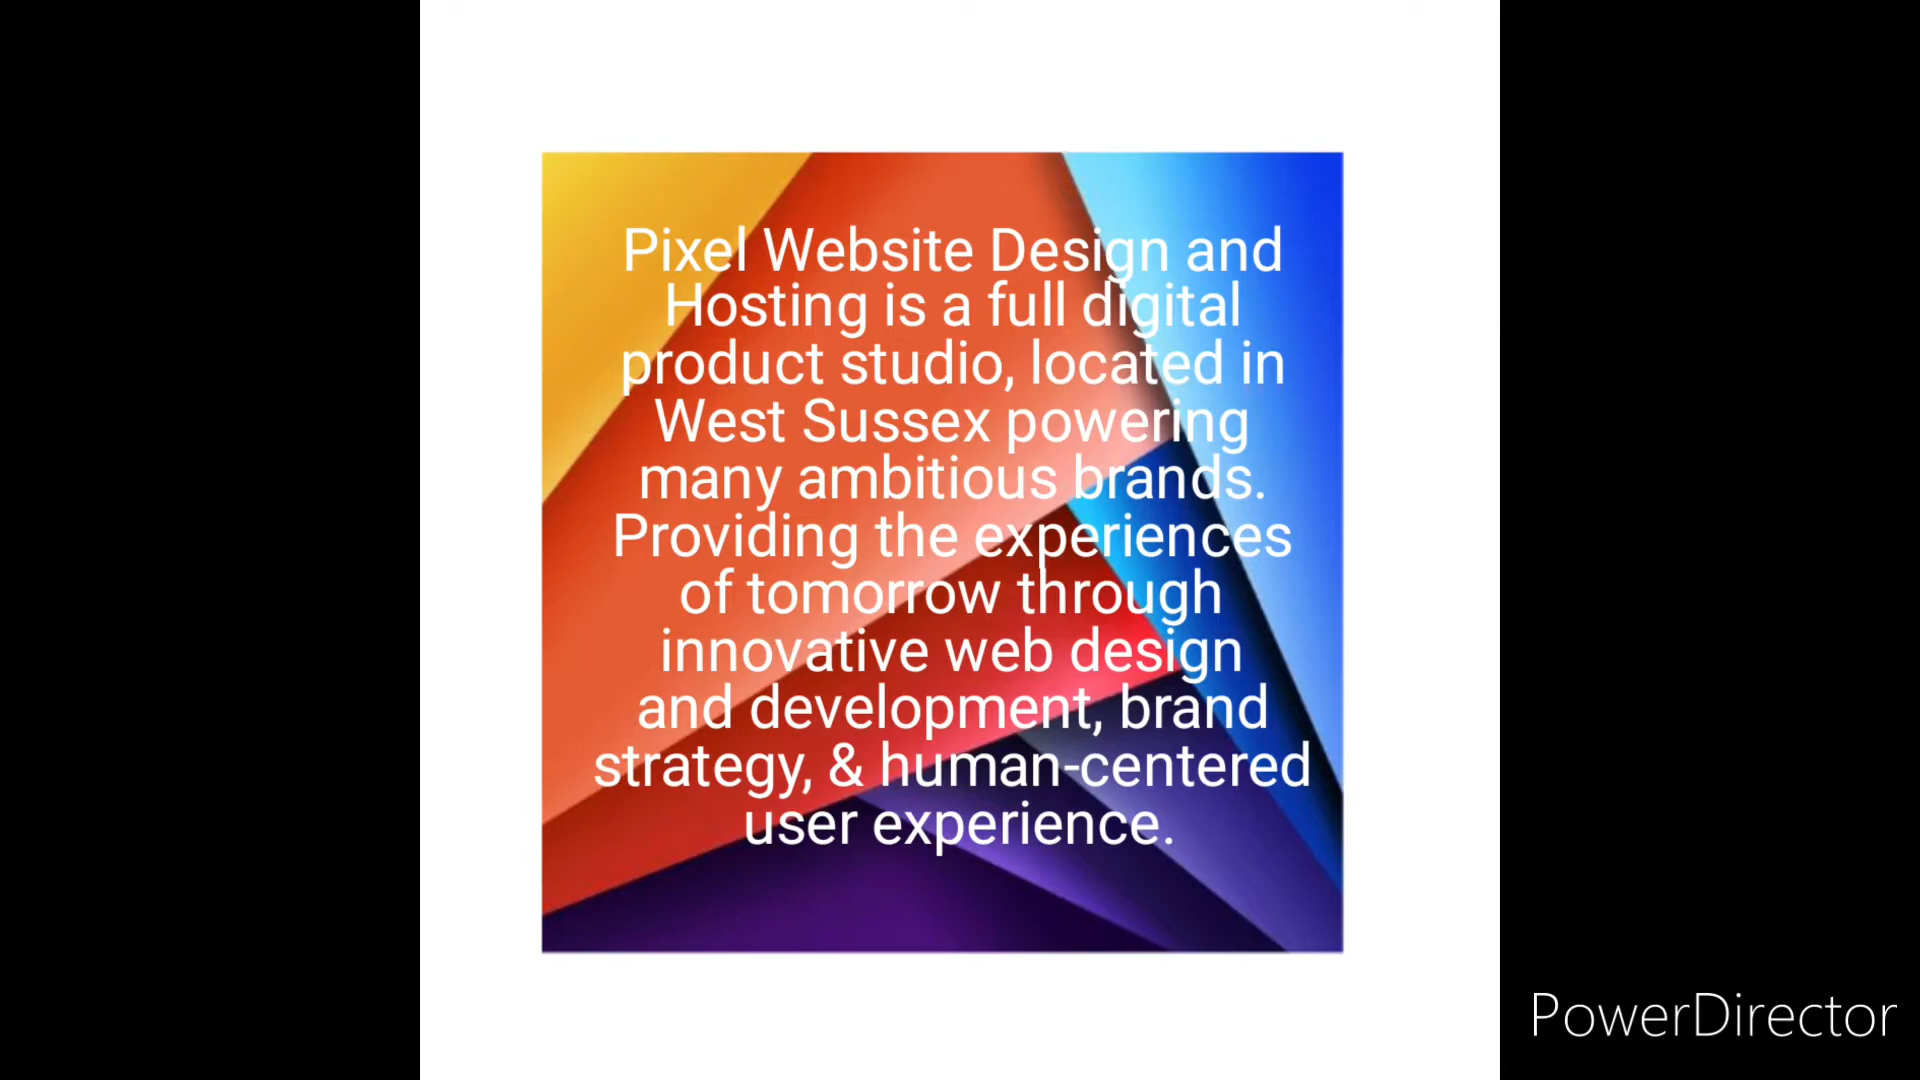 Pixel Website Design and
Hosting is a full digital
product studio, located in
West Sussex powering
many ambitious brands.
Providing the experiences
of tomorrow through
innovative web design
and development, brand
strategy, & human-centered
user experience.
PowerDirector